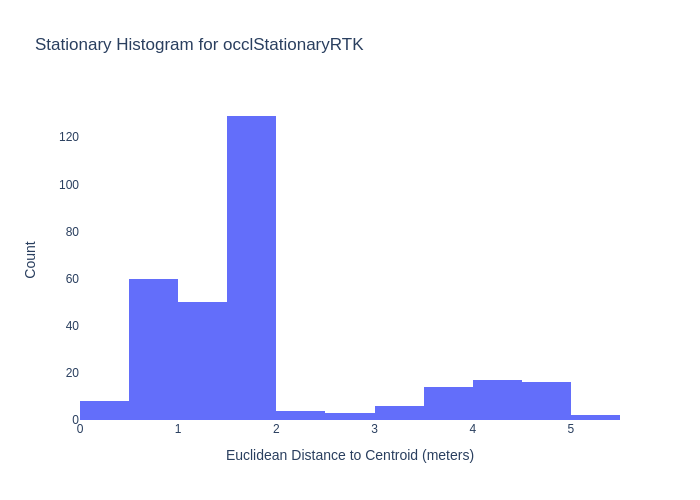 Stationary Histogram for occlStationaryRTK
120
100
80
60
40
20
0
Count
0 1 2 3 4 5
Euclidean Distance to Centroid (meters)